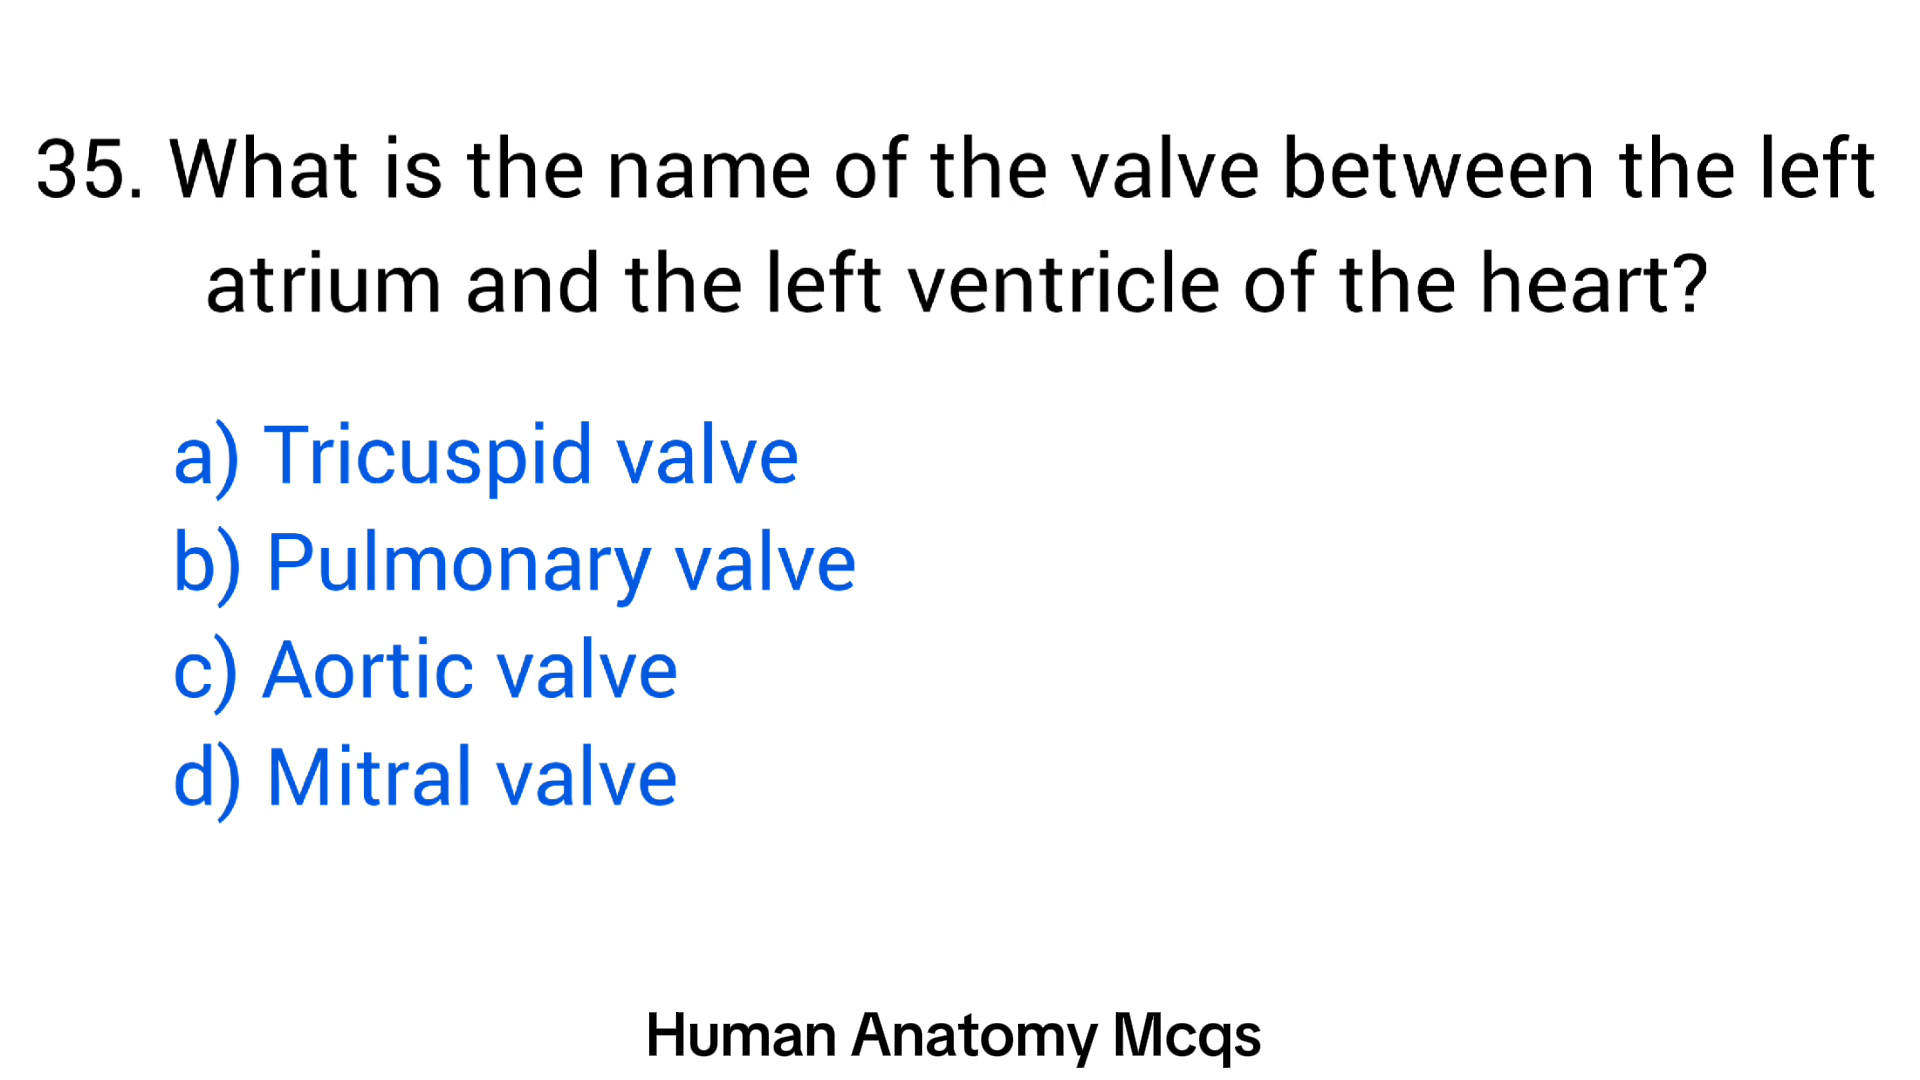 35. What is the name of the valve between the left
atrium and the left ventricle of the heart?
a) Tricuspid valve
b) Pulmonary valve
c) Aortic valve
d) Mitral valve
Human Anatomy Mcqs